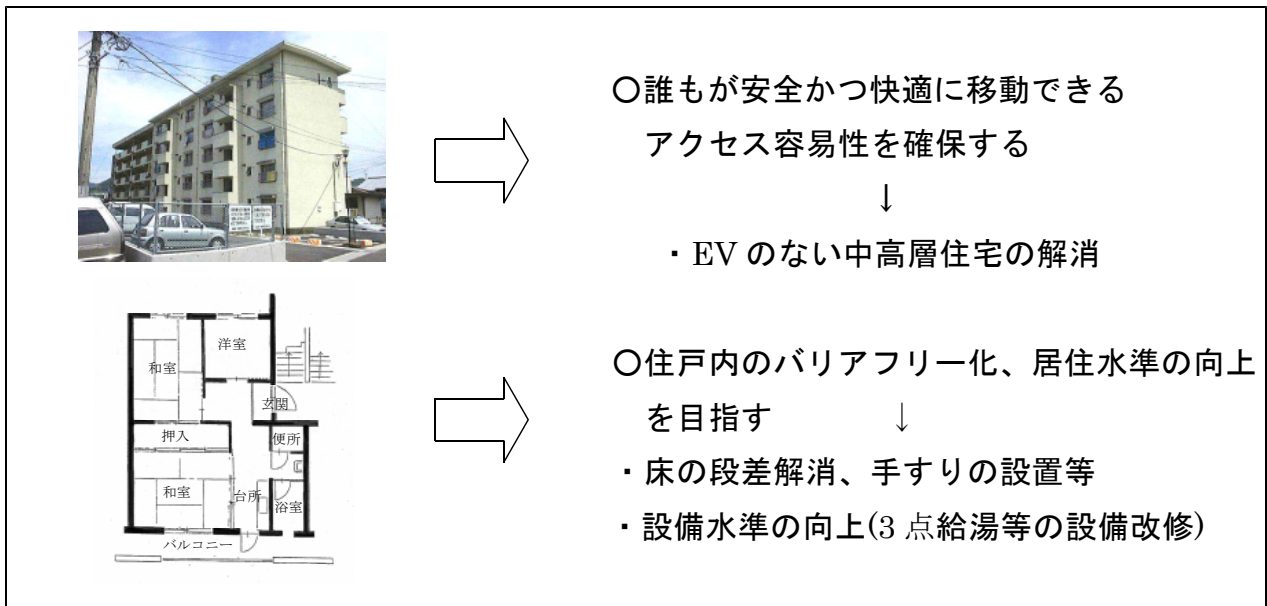 ○誰もが安全かつ快適に移動できる
アクセス容易性を確保する
↓
・EVのない中高層住宅の解消
洋室
和室
玄関
押入
便所
和室
台所
浴室
バルコニー
○住戸内のバリアフリー化、居住水準の向上
を目指す ↓
・床の段差解消、手すりの設置等
・設備水準の向上(3点給湯等の設備改修)